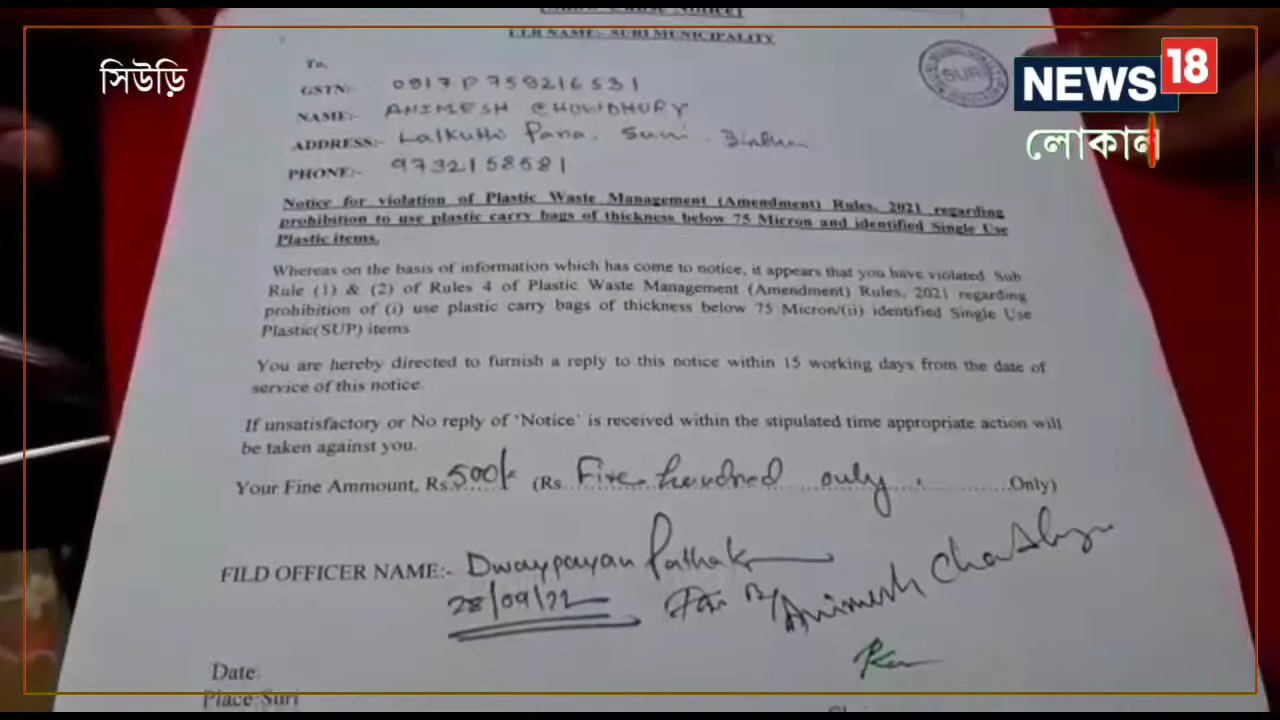 সিউড়ি
NEWS 18
লোকাল
ULB NAME:- SURI MUNICIPALITY
SURI
To,
GSTN:- 0917P759216531
NAME:- ANIMESH CHOWDHURY
ADDRESS:- Lalkuthi Para. Suri. Birbhum
PHONE:- 9732158581
Notice for violation of Plastic Waste Management (Amendment) Rules, 2021 regarding
prohibition to use plastic carry bags of thickness below 75 Micron and identified Single Use
Plastic items.
Whereas on the basis of information which has come to notice, it appears that you have violated Sub
Rule (1) & (2) of Rules 4 of Plastic Waste Management (Amendment) Rules, 2021 regarding
prohibition of (i) use plastic carry bags of thickness below 75 Micron/(ii) identified Single Use
Plastic(SUP) items
You are hereby directed to furnish a reply to this notice within 15 working days from the date of
service of this notice.
If unsatisfactory or No reply of 'Notice' is received within the stipulated time appropriate action will
be taken against you.
Your Fine Ammount, Rs.500/- (Rs. Five hundred only. Only)
FILD OFFICER NAME:- Dwaypayan Pathak
28/09/22
Animesh
Date:
Place:Suri